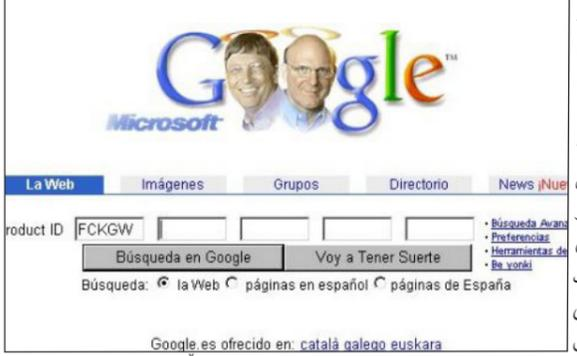 Google™
Microsoft
La Web Imágenes Grupos Directorio News ¡Nue
roduct ID FCKGW
Búsqueda en Google Voy a Tener Suerte
· Búsqueda Avanz
· Preferencias
· Herramientas de
· Be yonki
Búsqueda: la Web páginas en español páginas de España
Google.es ofrecido en: català galego euskara